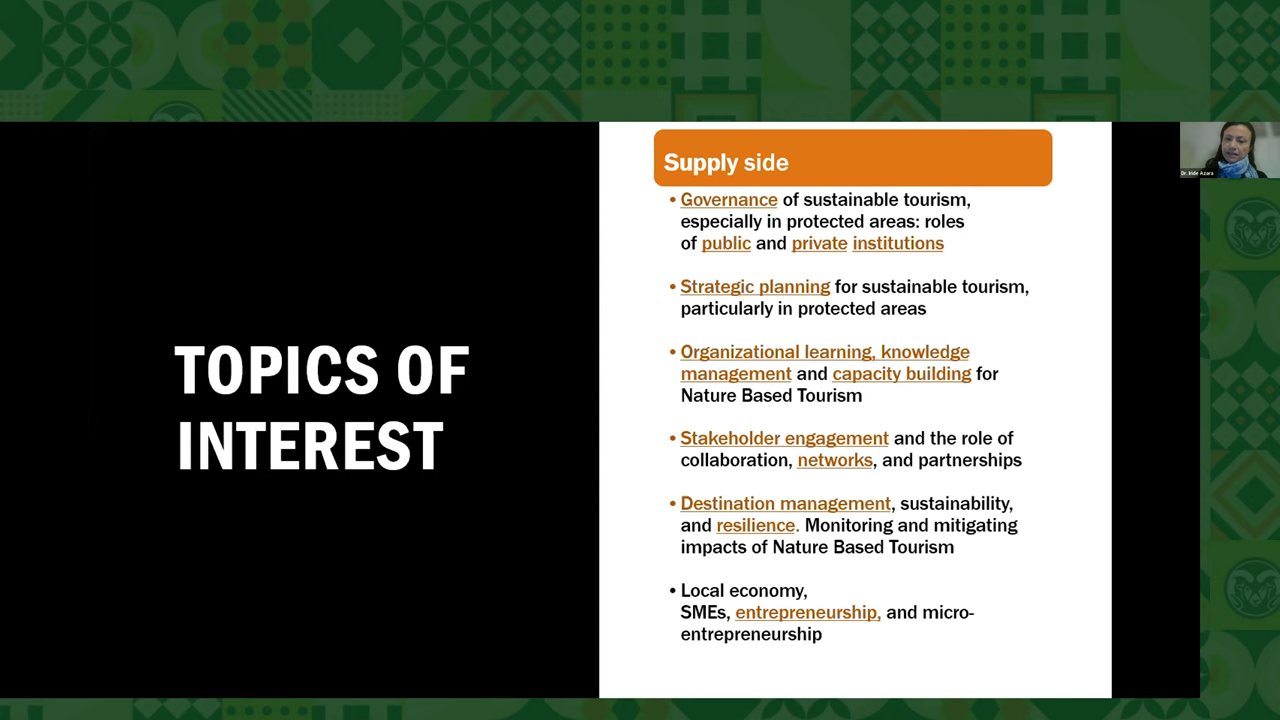 TOPICS OF
INTEREST
Supply side
• Governance of sustainable tourism,
especially in protected areas: roles
of public and private institutions
• Strategic planning for sustainable tourism,
particularly in protected areas
• Organizational learning, knowledge
management and capacity building for
Nature Based Tourism
• Stakeholder engagement and the role of
collaboration, networks, and partnerships
• Destination management, sustainability,
and resilience. Monitoring and mitigating
impacts of Nature Based Tourism
• Local economy,
SMEs, entrepreneurship, and micro-
entrepreneurship
Dr. Iride Azara